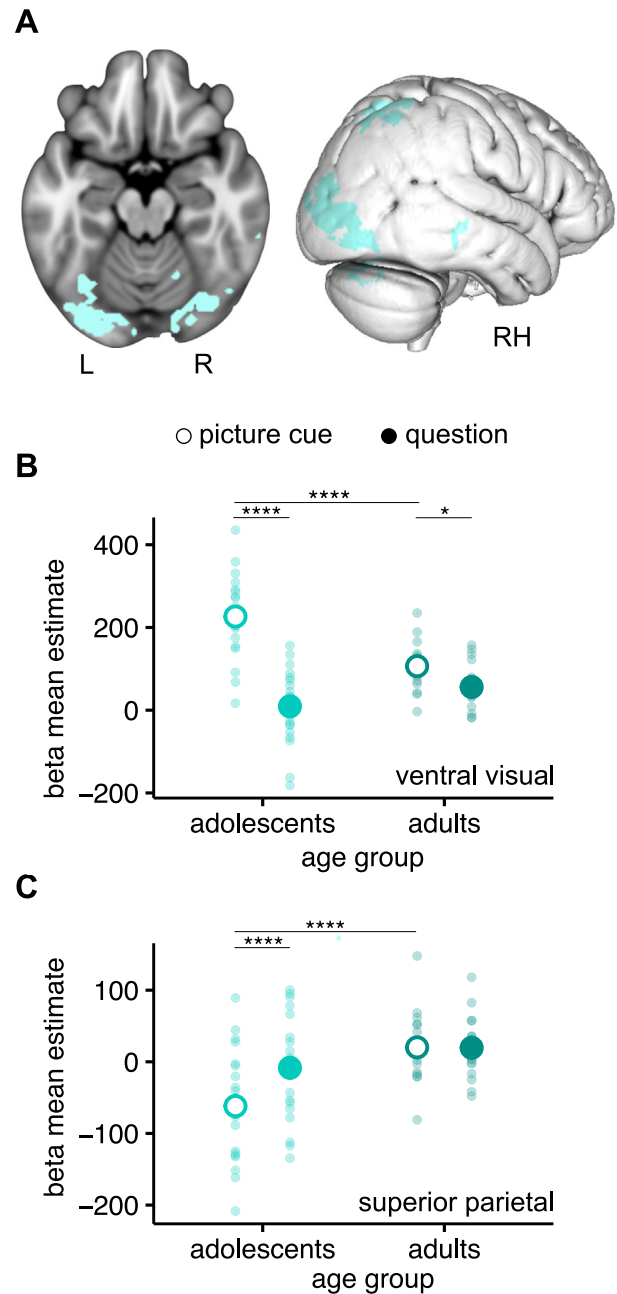 A
L
R
RH
picture cue
question
B
****
****
*
400
200
0
−200
beta mean estimate
ventral visual
adolescents
adults
age group
C
****
****
100
0
−100
−200
beta mean estimate
superior parietal
adolescents
adults
age group